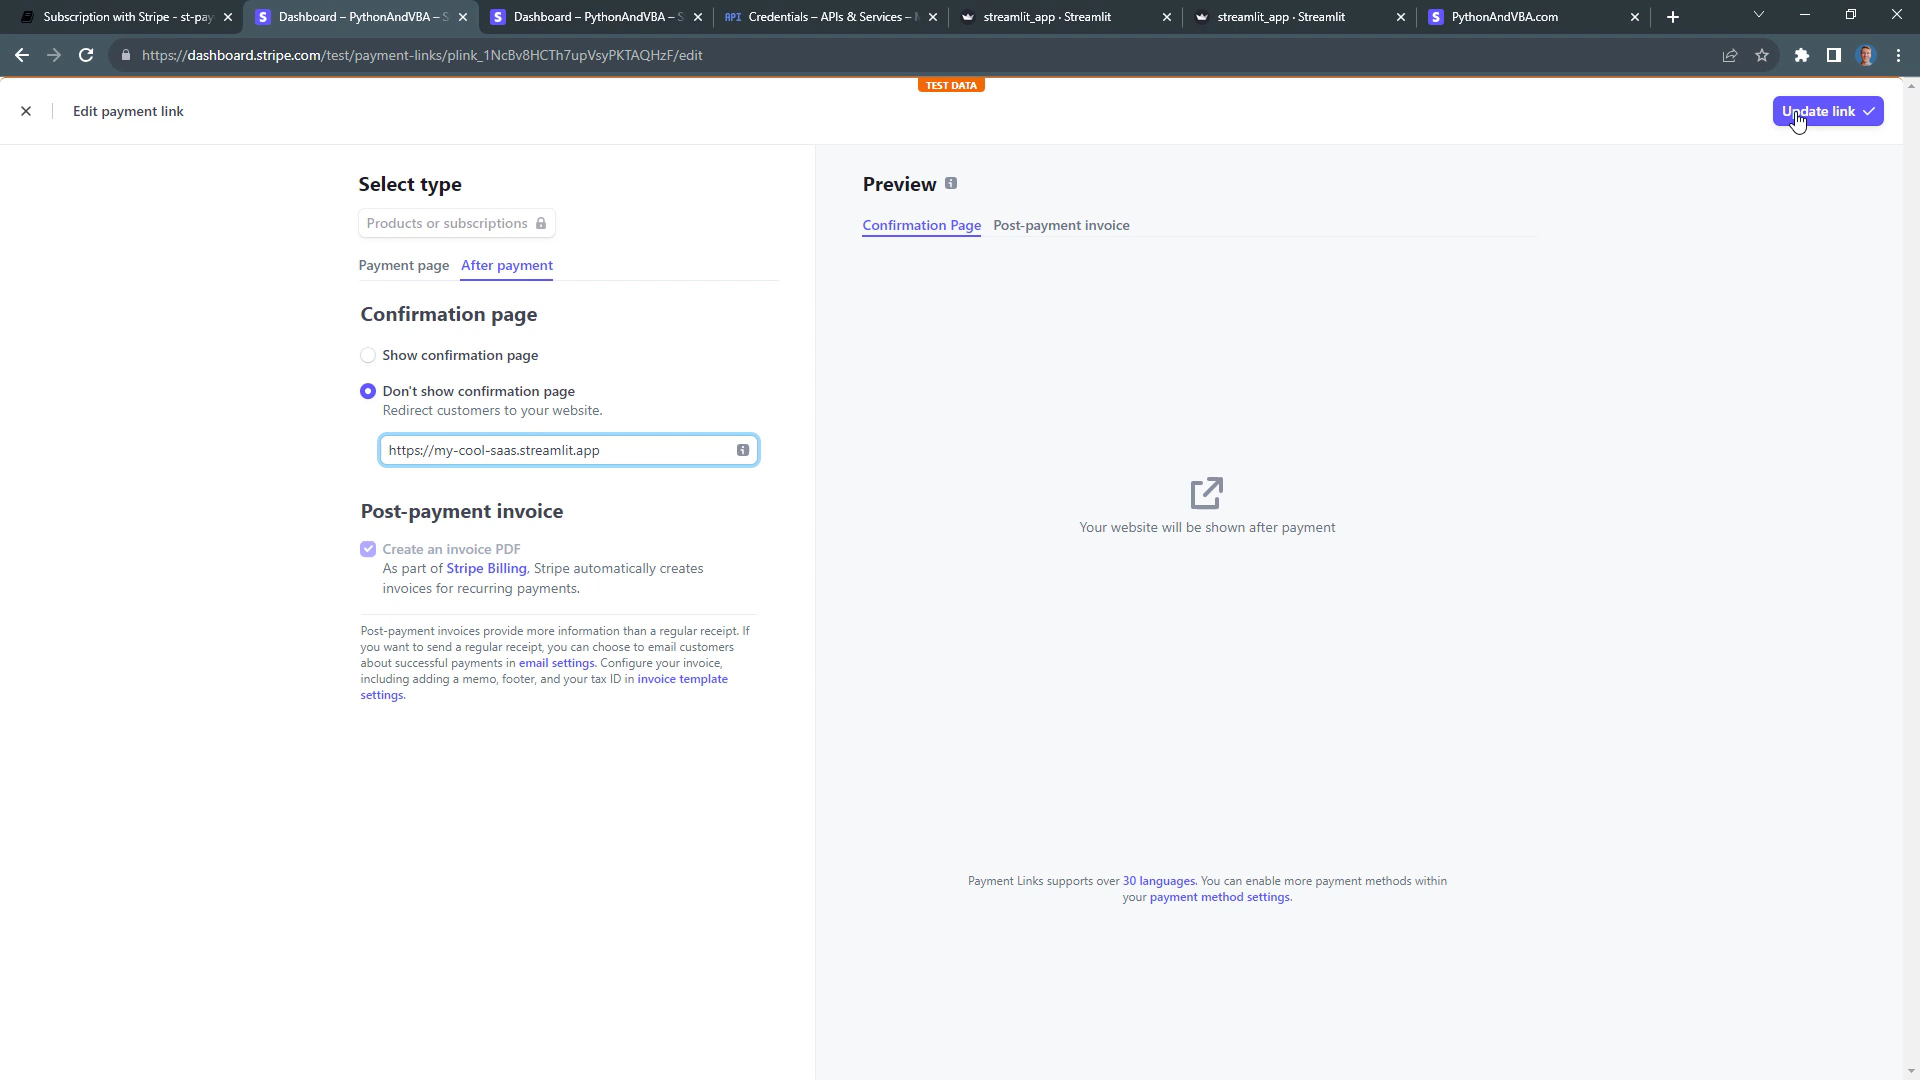 Subscription with Stripe - st-pay
Dashboard – PythonAndVBA – S
Dashboard – PythonAndVBA – S
API Credentials – APIs & Services –
streamlit_app · Streamlit
streamlit_app · Streamlit
PythonAndVBA.com
https://dashboard.stripe.com/test/payment-links/plink_1NcBv8HCTh7upVsyPKTAQHzF/edit
TEST DATA
Edit payment link
Update link
Select type
Products or subscriptions
Payment page After payment
Confirmation page
Show confirmation page
Don't show confirmation page
Redirect customers to your website.
https://my-cool-saas.streamlit.app
Post-payment invoice
Create an invoice PDF
As part of Stripe Billing, Stripe automatically creates
invoices for recurring payments.
Post-payment invoices provide more information than a regular receipt. If
you want to send a regular receipt, you can choose to email customers
about successful payments in email settings. Configure your invoice,
including adding a memo, footer, and your tax ID in invoice template
settings.
Preview
Confirmation Page Post-payment invoice
Your website will be shown after payment
Payment Links supports over 30 languages. You can enable more payment methods within
your payment method settings.